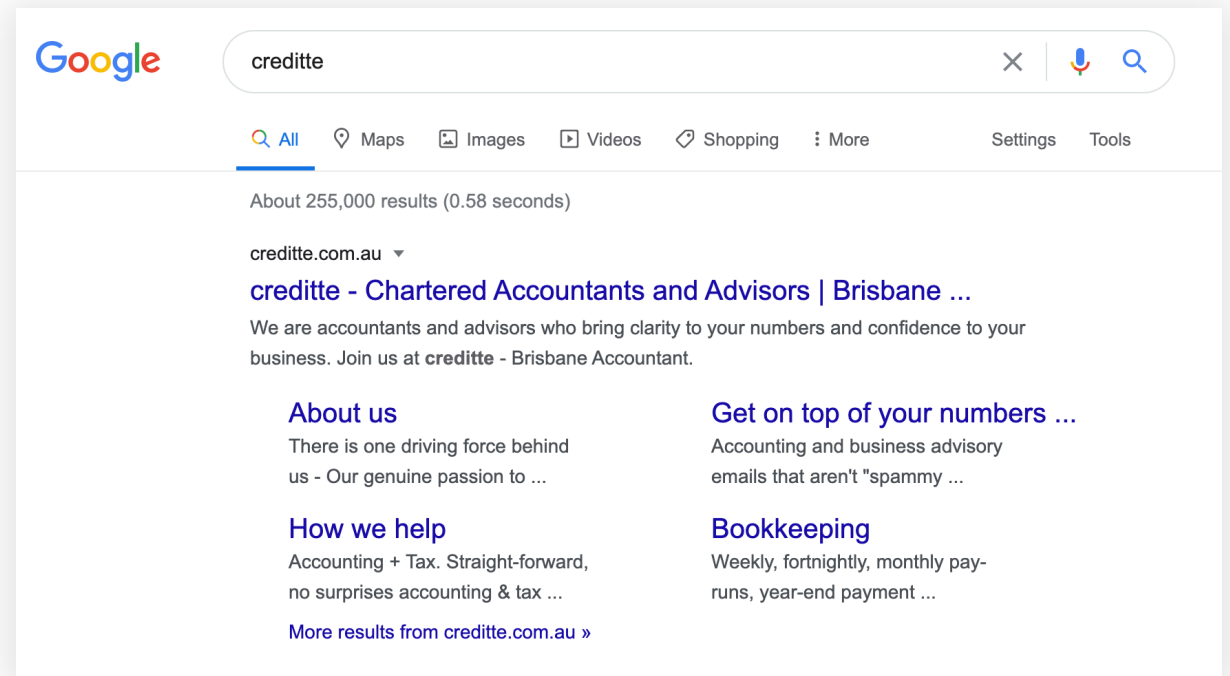 Google
creditte
All Maps Images Videos Shopping More Settings Tools
About 255,000 results (0.58 seconds)
creditte.com.au
creditte - Chartered Accountants and Advisors | Brisbane ...
We are accountants and advisors who bring clarity to your numbers and confidence to your
business. Join us at creditte - Brisbane Accountant.
About us
There is one driving force behind
us - Our genuine passion to ...
Get on top of your numbers ...
Accounting and business advisory
emails that aren't "spammy ...
How we help
Accounting + Tax. Straight-forward,
no surprises accounting & tax ...
Bookkeeping
Weekly, fortnightly, monthly pay-
runs, year-end payment ...
More results from creditte.com.au »